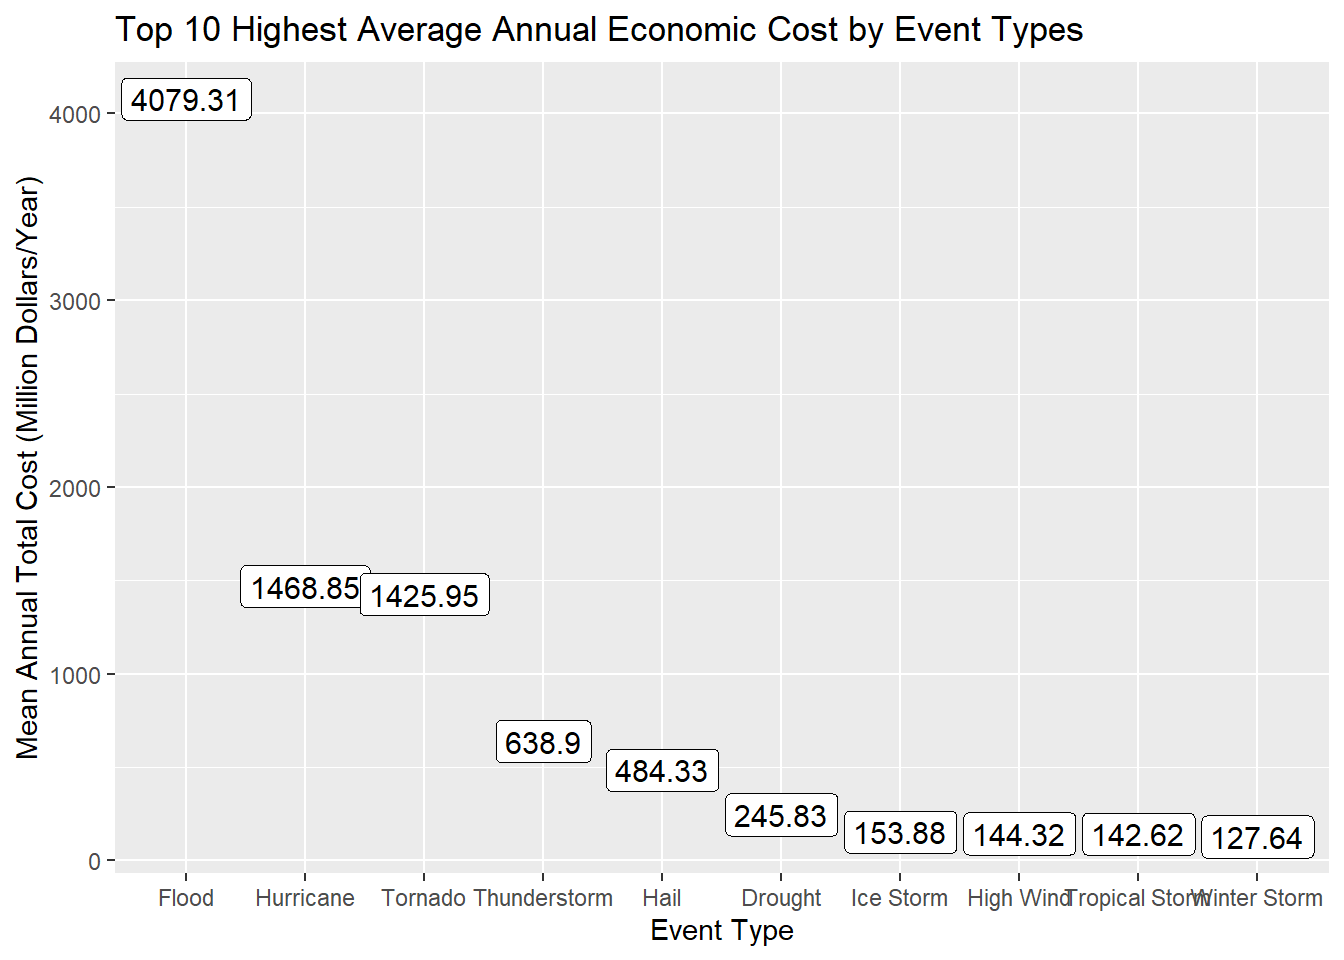 Top 10 Highest Average Annual Economic Cost by Event Types
Mean Annual Total Cost (Million Dollars/Year)
4000
3000
2000
1000
0
4079.31
1468.85
1425.95
638.9
484.33
245.83
153.88
144.32
142.62
127.64
Flood
Hurricane
Tornado
Thunderstorm
Hail
Drought
Ice Storm
High Wind
Tropical Storm
Winter Storm
Event Type